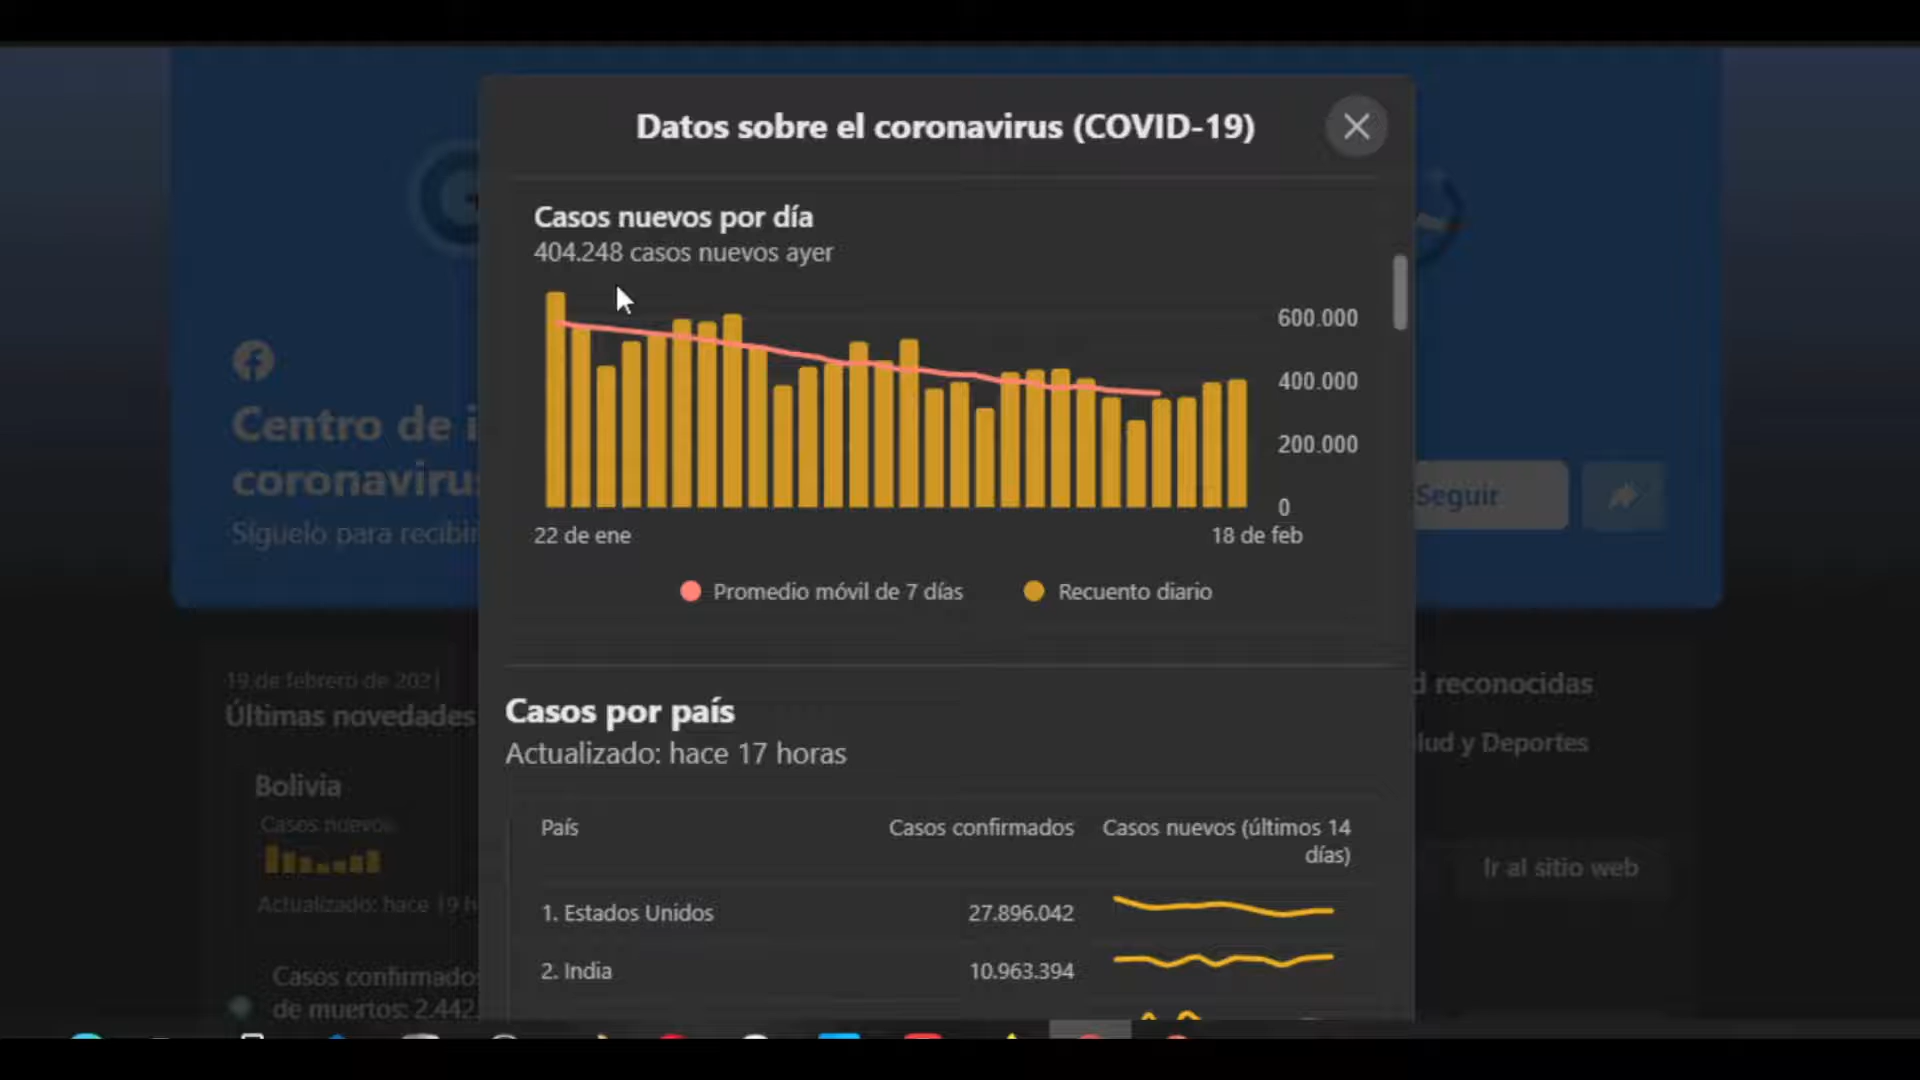 Datos sobre el coronavirus (COVID-19)
Casos nuevos por día
404.248 casos nuevos ayer
600.000
400.000
200.000
0
22 de ene
18 de feb
Promedio móvil de 7 días
Recuento diario
Casos por país
Actualizado: hace 17 horas
País
Casos confirmados
Casos nuevos (últimos 14
días)
1. Estados Unidos
27.896.042
2. India
10.963.394
Centro de i
coronaviru
Síguelo para recibi
Seguir
19 de febrero de 2021
Últimas novedades
Bolivia
Casos nuevos
Actualizado: hace 19 h
Casos confirmado
de muertos: 2.442
d reconocidas
lud y Deportes
Ir al sitio web